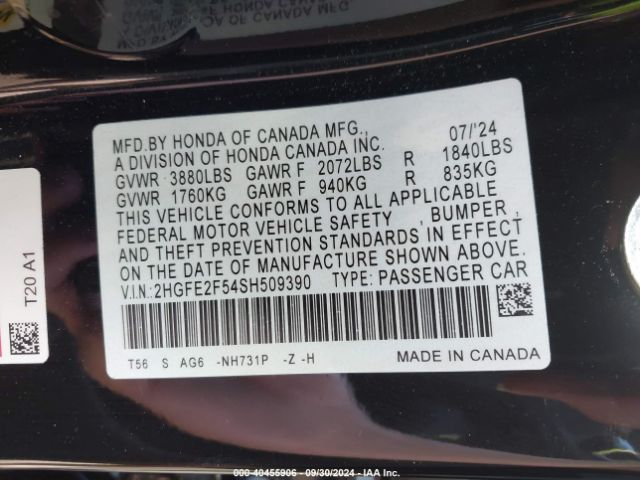 MFD.BY HONDA OF CANADA MFG., 07/'24
A DIVISION OF HONDA CANADA INC.
GVWR 3880LBS GAWR F 2072LBS R 1840LBS
GVWR 1760KG GAWR F 940KG R 835KG
THIS VEHICLE CONFORMS TO ALL APPLICABLE
FEDERAL MOTOR VEHICLE SAFETY , BUMPER ,
AND THEFT PREVENTION STANDARDS IN EFFECT
ON THE DATE OF MANUFACTURE SHOWN ABOVE.
V.I.N.:2HGFE2F54SH509390 TYPE: PASSENGER CAR
T56 S AG6 -NH731P -Z -H MADE IN CANADA
T20 A1
000-40455906 - 09/30/2024 - IAA Inc.